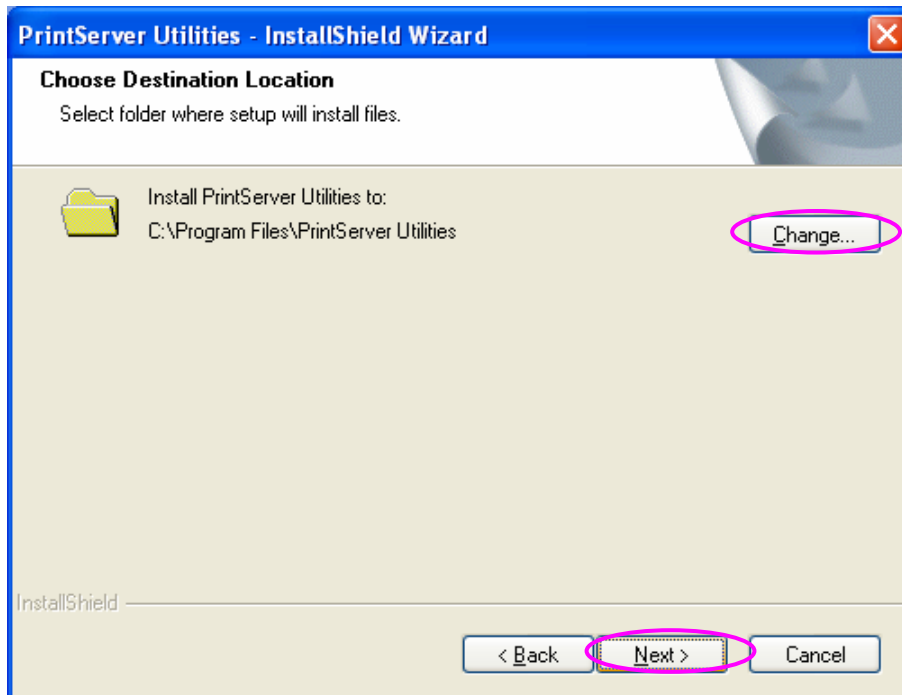 PrintServer Utilities - InstallShield Wizard
Choose Destination Location
Select folder where setup will install files.
Install PrintServer Utilities to:
C:\Program Files\PrintServer Utilities
Change...
InstallShield
< Back
Next >
Cancel